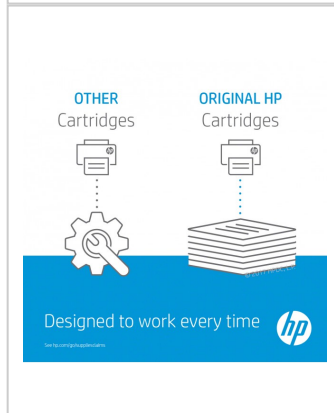 OTHER
Cartridges
ORIGINAL HP
Cartridges
Designed to work every time
hp